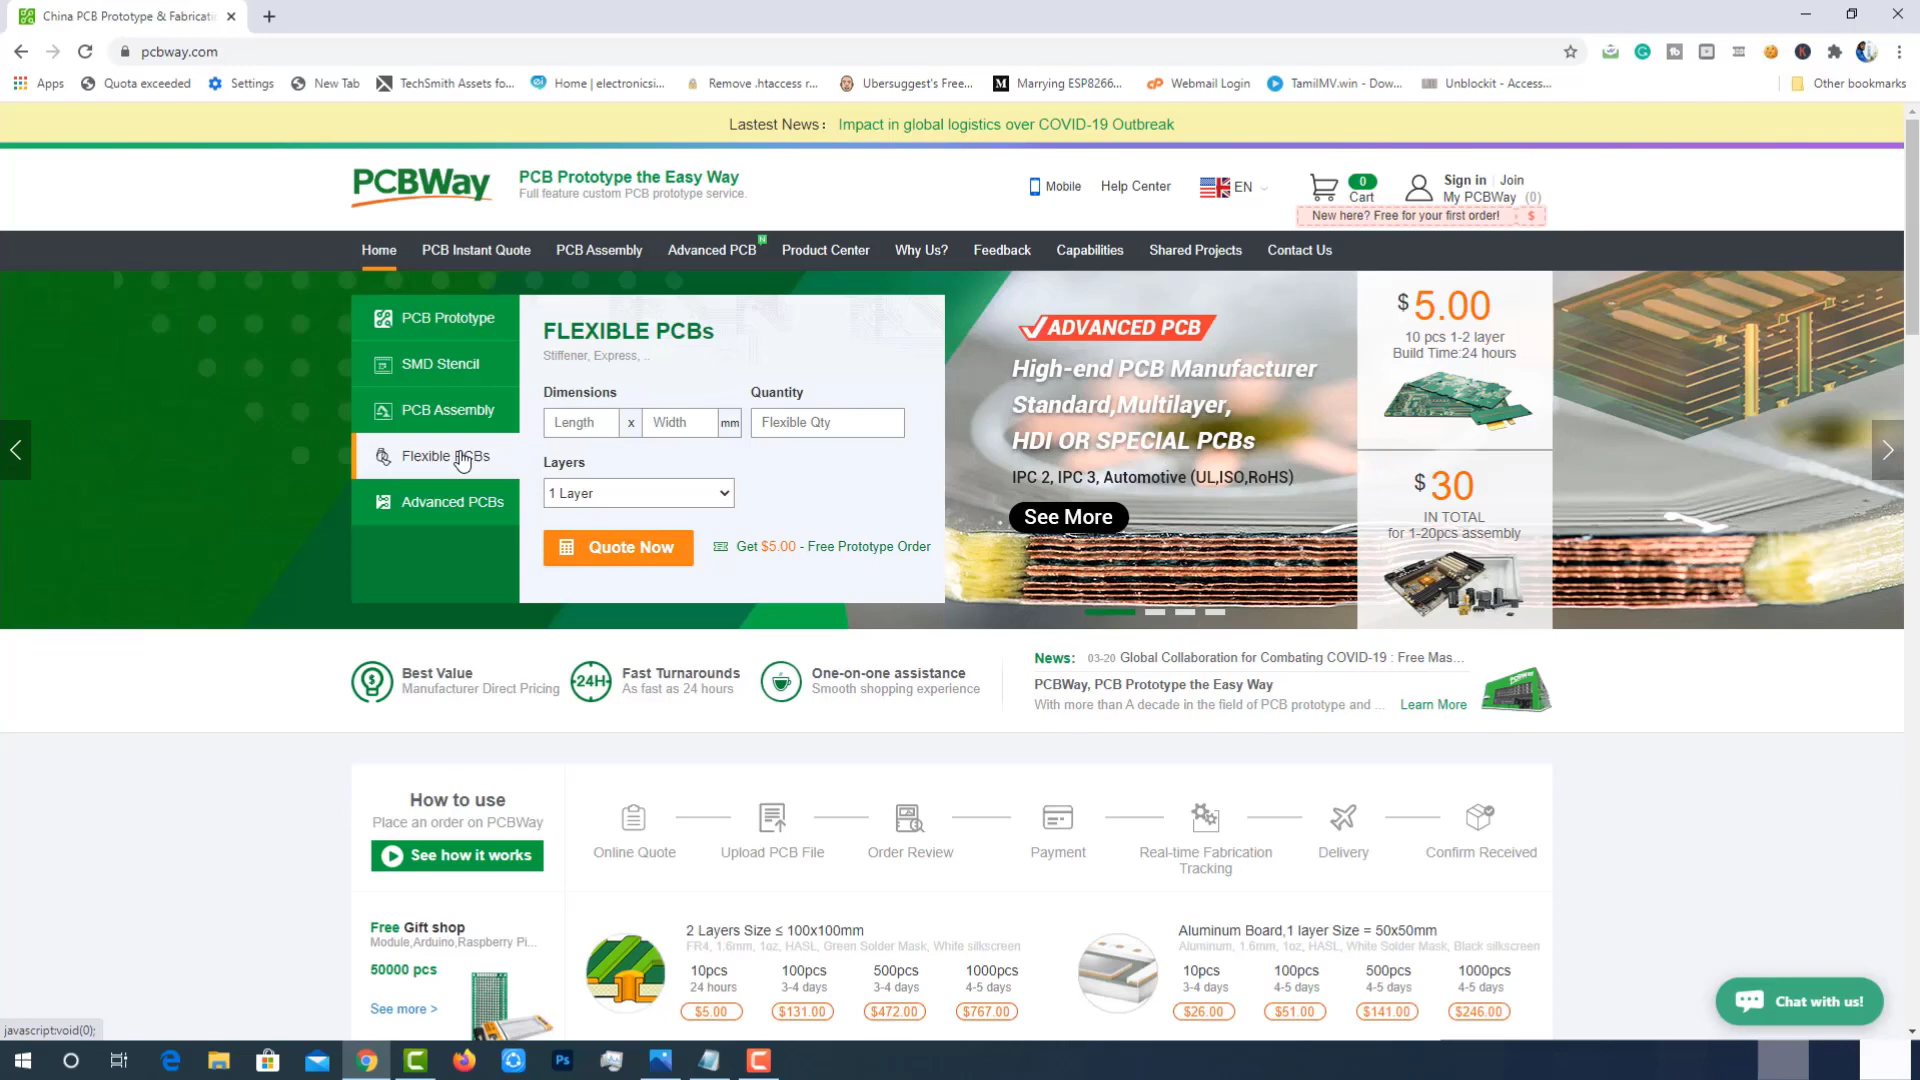 China PCB Prototype & Fabricati
pcbway.com
Apps
Quota exceeded
Settings
New Tab
TechSmith Assets fo...
Home | electronicsi...
Remove .htaccess r...
Ubersuggest's Free...
Marrying ESP8266...
Webmail Login
TamilMV.win - Dow...
Unblockit - Access...
Other bookmarks
Lastest News： Impact in global logistics over COVID-19 Outbreak
PCBWay
PCB Prototype the Easy Way
Full feature custom PCB prototype service.
Mobile
Help Center
EN
0
Cart
Sign in | Join
My PCBWay (0)
New here? Free for your first order! $
Home
PCB Instant Quote
PCB Assembly
Advanced PCB
N
Product Center
Why Us?
Feedback
Capabilities
Shared Projects
Contact Us
PCB Prototype
SMD Stencil
PCB Assembly
Flexible PCBs
Advanced PCBs
FLEXIBLE PCBs
Stiffener, Express, ..
Dimensions
Quantity
Length x Width mm
Flexible Qty
Layers
1 Layer
Quote Now
Get $5.00 - Free Prototype Order
ADVANCED PCB
High-end PCB Manufacturer
Standard,Multilayer,
HDI OR SPECIAL PCBs
IPC 2, IPC 3, Automotive (UL,ISO,RoHS)
See More
$ 5.00
10 pcs 1-2 layer
Build Time:24 hours
$ 30
IN TOTAL
for 1-20pcs assembly
Best Value
Manufacturer Direct Pricing
24H
Fast Turnarounds
As fast as 24 hours
One-on-one assistance
Smooth shopping experience
News: 03-20 Global Collaboration for Combating COVID-19 : Free Mas...
PCBWay, PCB Prototype the Easy Way
With more than A decade in the field of PCB prototype and ... Learn More
How to use
Place an order on PCBWay
See how it works
Online Quote
Upload PCB File
Order Review
Payment
Real-time Fabrication
Tracking
Delivery
Confirm Received
Free Gift shop
Module,Arduino,Raspberry Pi...
50000 pcs
See more >
2 Layers Size ≤ 100x100mm
FR4, 1.6mm, 1oz, HASL, Green Solder Mask, White silkscreen
10pcs 100pcs 500pcs 1000pcs
24 hours 3-4 days 3-4 days 4-5 days
$5.00 $131.00 $472.00 $767.00
Aluminum Board,1 layer Size = 50x50mm
Aluminum, 1.6mm, 1oz, HASL, White Solder Mask, Black silkscreen
10pcs 100pcs 500pcs 1000pcs
3-4 days 4-5 days 4-5 days 4-5 days
$26.00 $51.00 $141.00 $246.00
Chat with us!
javascript:void(0);
Ps